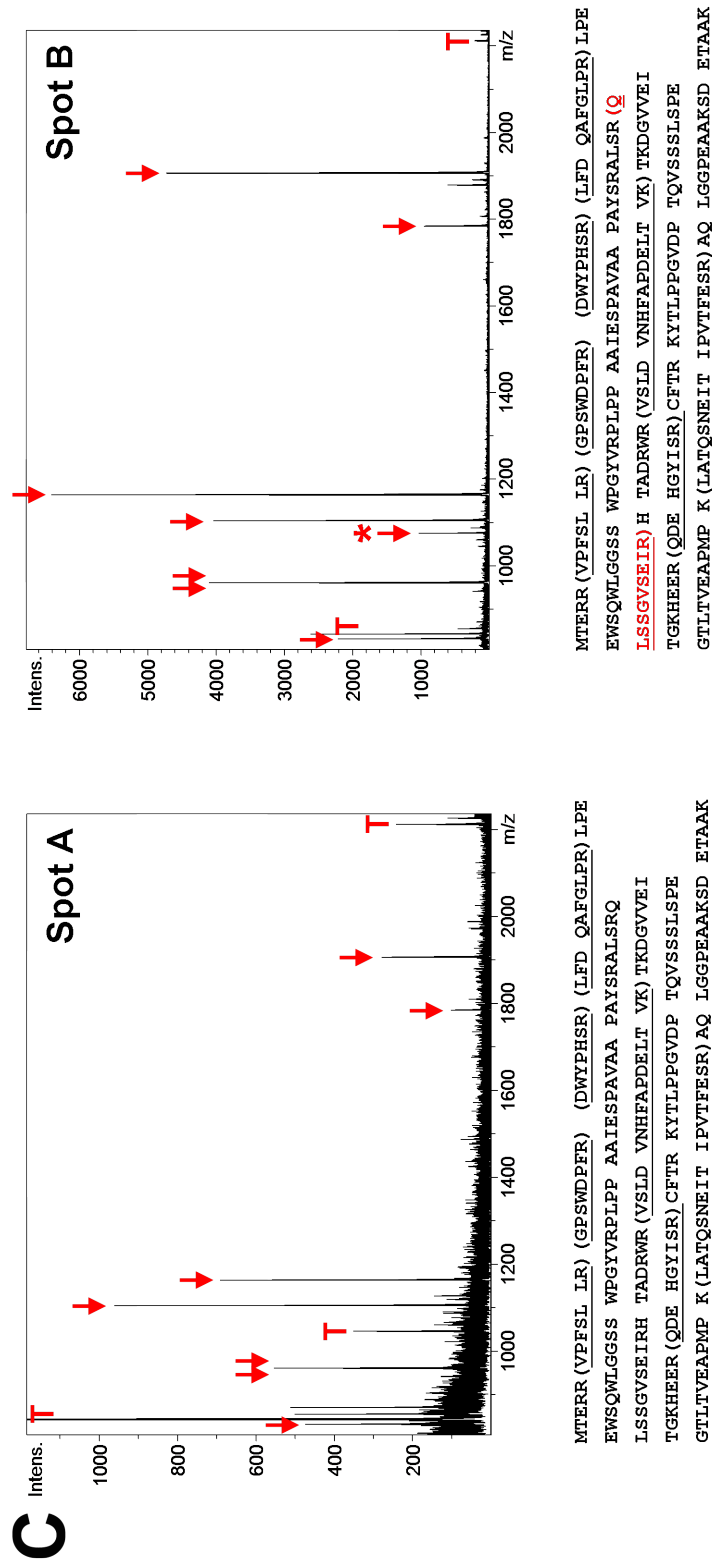 C
Spot A
Intens.
1000
800
600
400
200
T
T
T
1000 1200 1400 1600 1800 2000 m/z
MTERR(VPFSL LR)(GPSWDPFR) (DWYPHSR)(LFD QAFGLPR)LPE
EWSQWLGGSS WPGYVRPLPP AAIESPAVAA PAYSRALSRQ
LSSGVSEIRH TADRWR(VSLD VNHFAPDELT VK)TKDGVVEI
TGKHEER(QDE HGYISR)CFTR KYTLPPGVDP TQVSSSLSPE
GTLTVEAPMP K(LATQSNEIT IPVTFESR)AQ LGGPEAAKSD ETAAK
Spot B
Intens.
6000
5000
4000
3000
2000
1000
T
*
T
1000 1200 1400 1600 1800 2000 m/z
MTERR(VPFSL LR)(GPSWDPFR) (DWYPHSR)(LFD QAFGLPR)LPE
EWSQWLGGSS WPGYVRPLPP AAIESPAVAA PAYSRALSR(Q
LSSGVSEIR)H TADRWR(VSLD VNHFAPDELT VK)TKDGVVEI
TGKHEER(QDE HGYISR)CFTR KYTLPPGVDP TQVSSSLSPE
GTLTVEAPMP K(LATQSNEIT IPVTFESR)AQ LGGPEAAKSD ETAAK